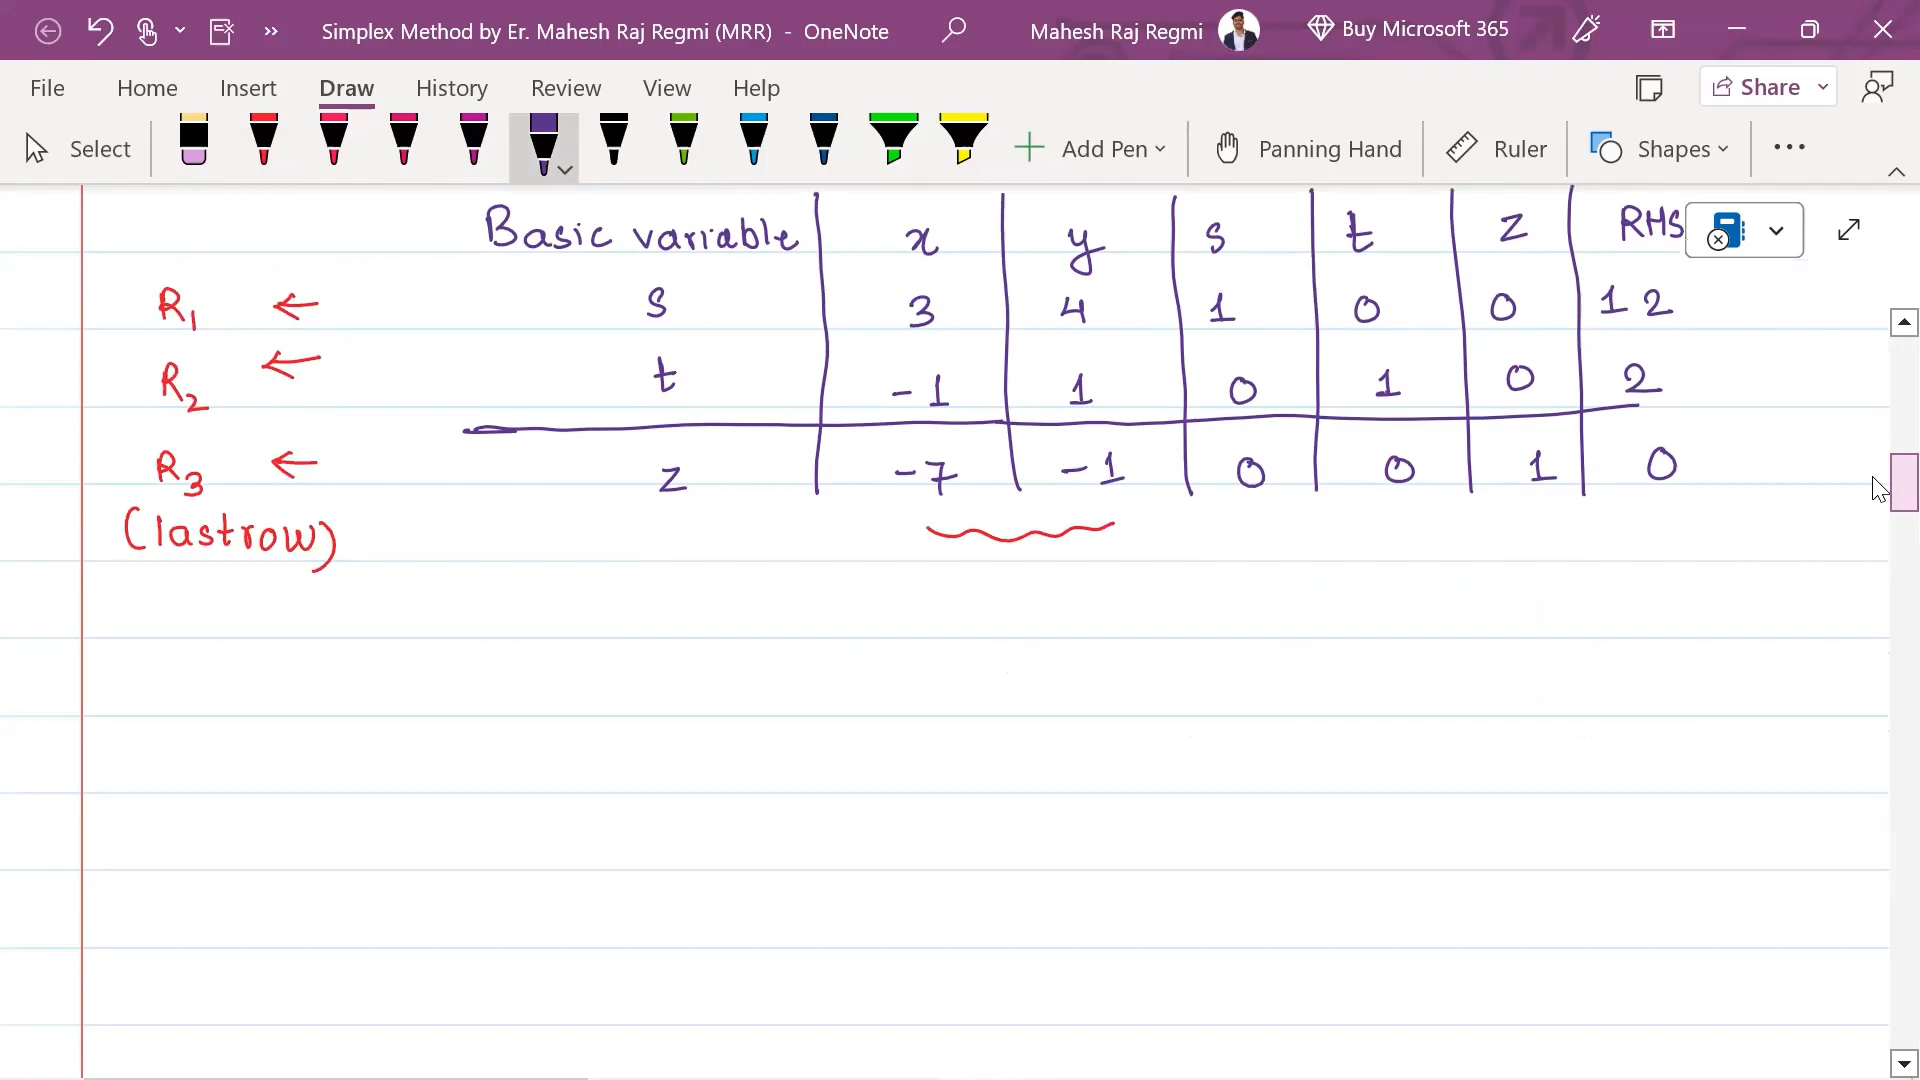 Simplex Method by Er. Mahesh Raj Regmi (MRR) - OneNote
Mahesh Raj Regmi
Buy Microsoft 365
File Home Insert Draw History Review View Help
Share
Select
Add Pen
Panning Hand
Ruler
Shapes
Basic variable x y s t z RHS
R1 ← s 3 4 1 0 0 12
R2 ← t -1 1 0 1 0 2
R3 ← z -7 -1 0 0 1 0
(lastrow)